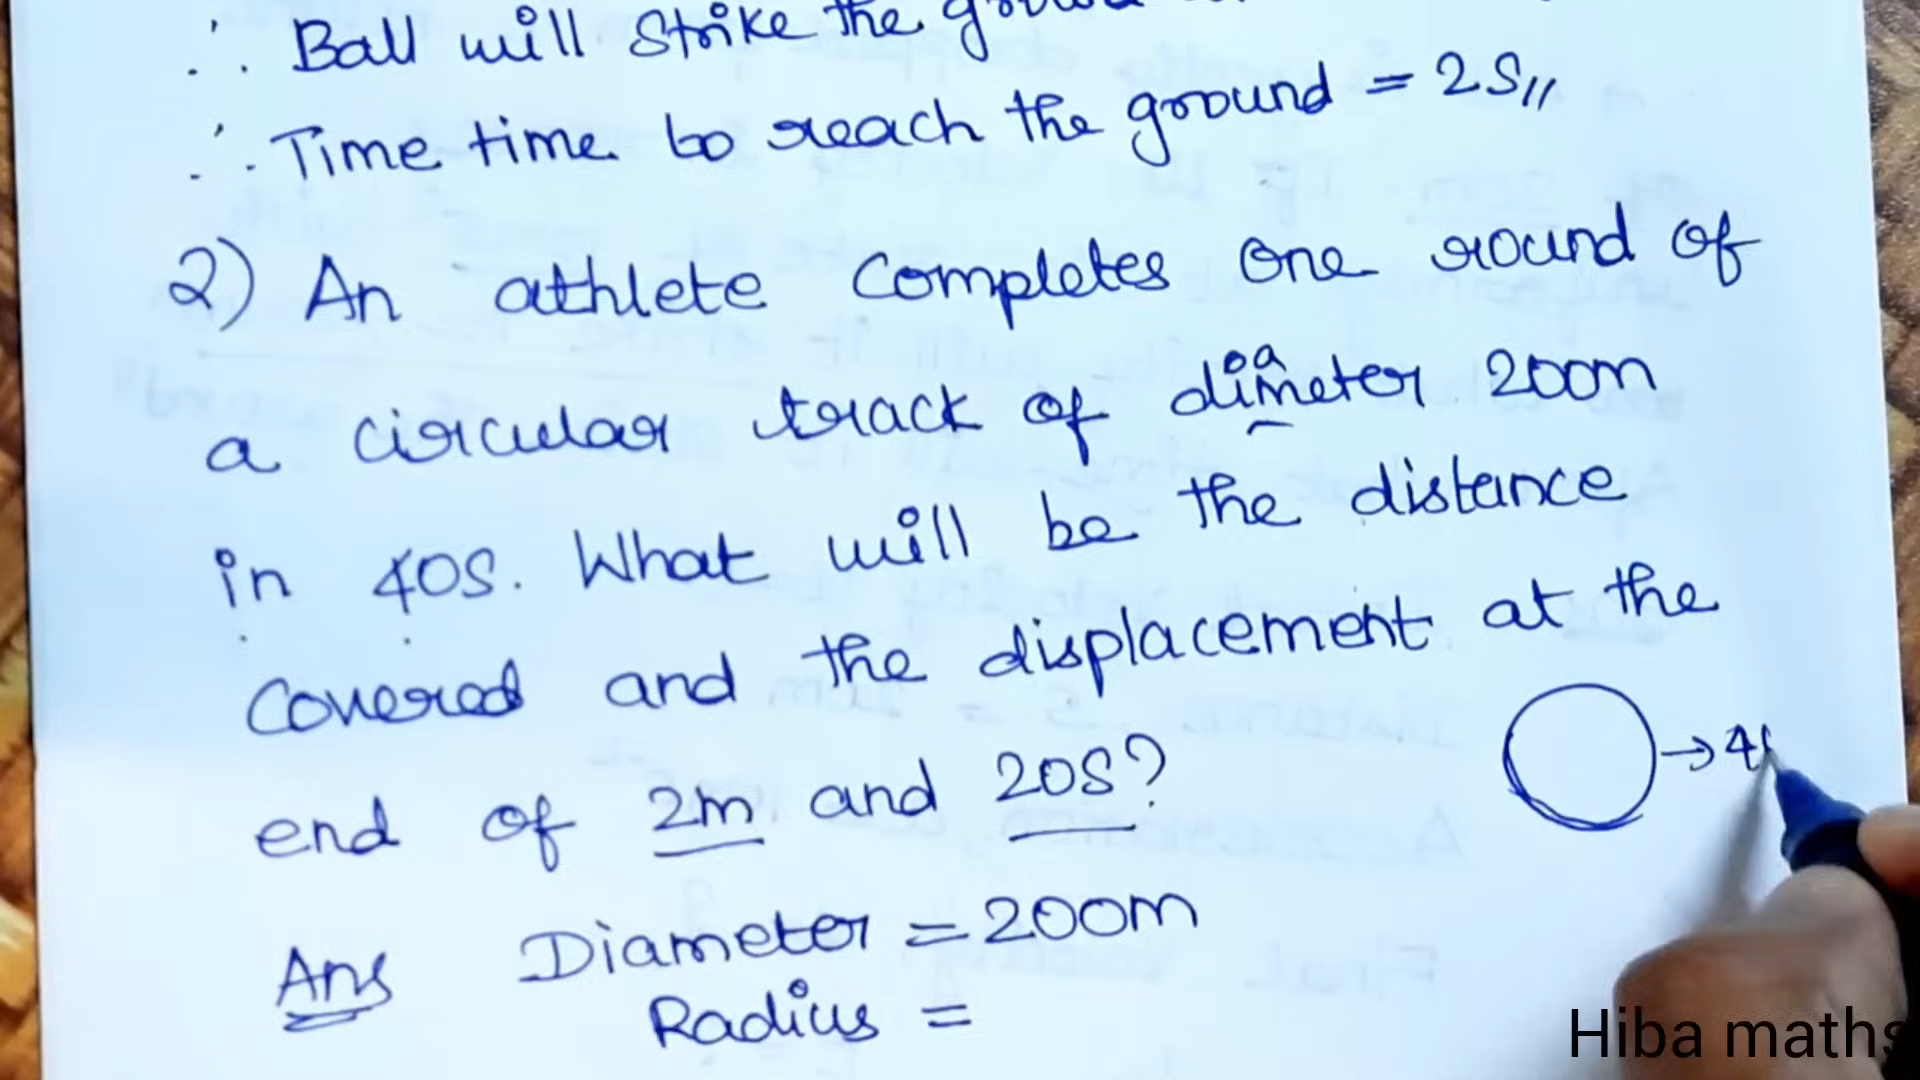 ∴ Ball will strike the
∴ Time time to reach the ground = 2S//
2) An athlete completes one round of
a circular track of diameter 200m
in 40S. What will be the distance
covered and the displacement at the
end of 2m and 20S?
→ 4
Ans Diameter = 200m
Radius =
Hiba maths